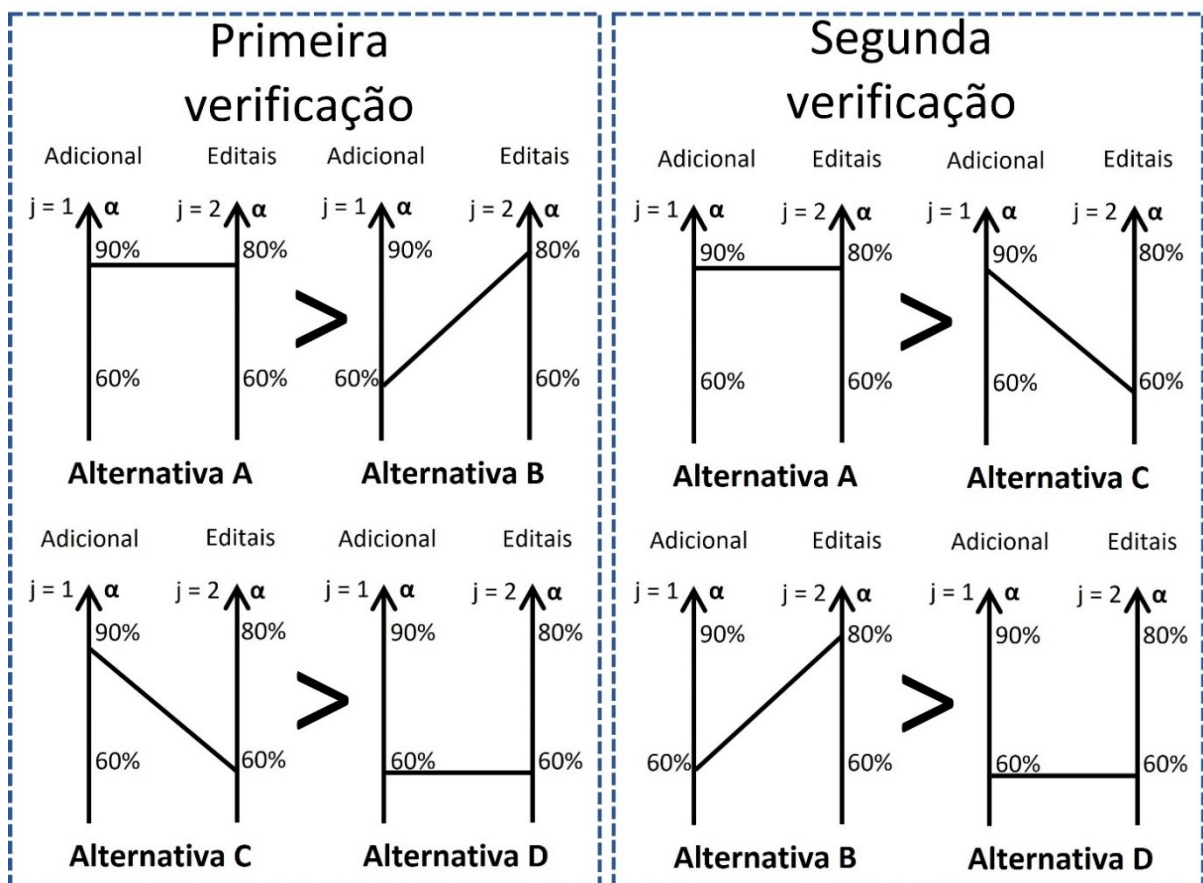 Primeira
verificação
Adicional Editais Adicional Editais
j = 1 α j = 2 α j = 1 α j = 2 α
90% 80% 90% 80%
>
60% 60% 60% 60%
Alternativa A Alternativa B
Adicional Editais Adicional Editais
j = 1 α j = 2 α j = 1 α j = 2 α
90% 80% 90% 80%
>
60% 60% 60% 60%
Alternativa C Alternativa D
Segunda
verificação
Adicional Editais Adicional Editais
j = 1 α j = 2 α j = 1 α j = 2 α
90% 80% 90% 80%
>
60% 60% 60% 60%
Alternativa A Alternativa C
Adicional Editais Adicional Editais
j = 1 α j = 2 α j = 1 α j = 2 α
90% 80% 90% 80%
>
60% 60% 60% 60%
Alternativa B Alternativa D